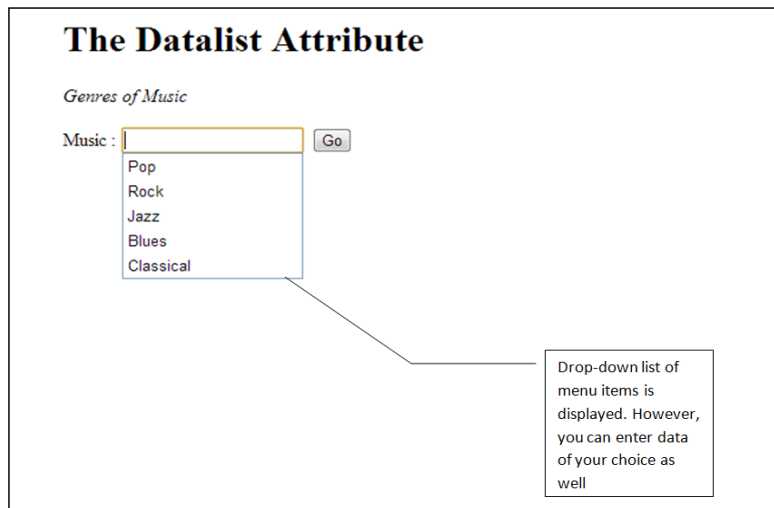 The Datalist Attribute
Genres of Music
Music : Go
Pop
Rock
Jazz
Blues
Classical
Drop-down list of
menu items is
displayed. However,
you can enter data
of your choice as
well